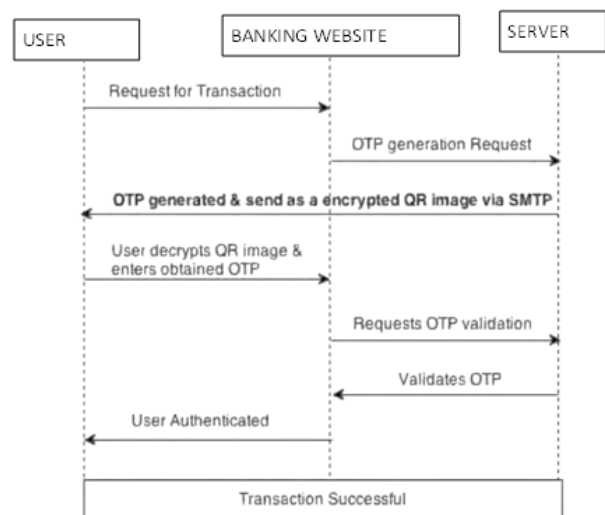 USER
BANKING WEBSITE
SERVER
Request for Transaction
OTP generation Request
OTP generated & send as a encrypted QR image via SMTP
User decrypts QR image &
enters obtained OTP
Requests OTP validation
Validates OTP
User Authenticated
Transaction Successful